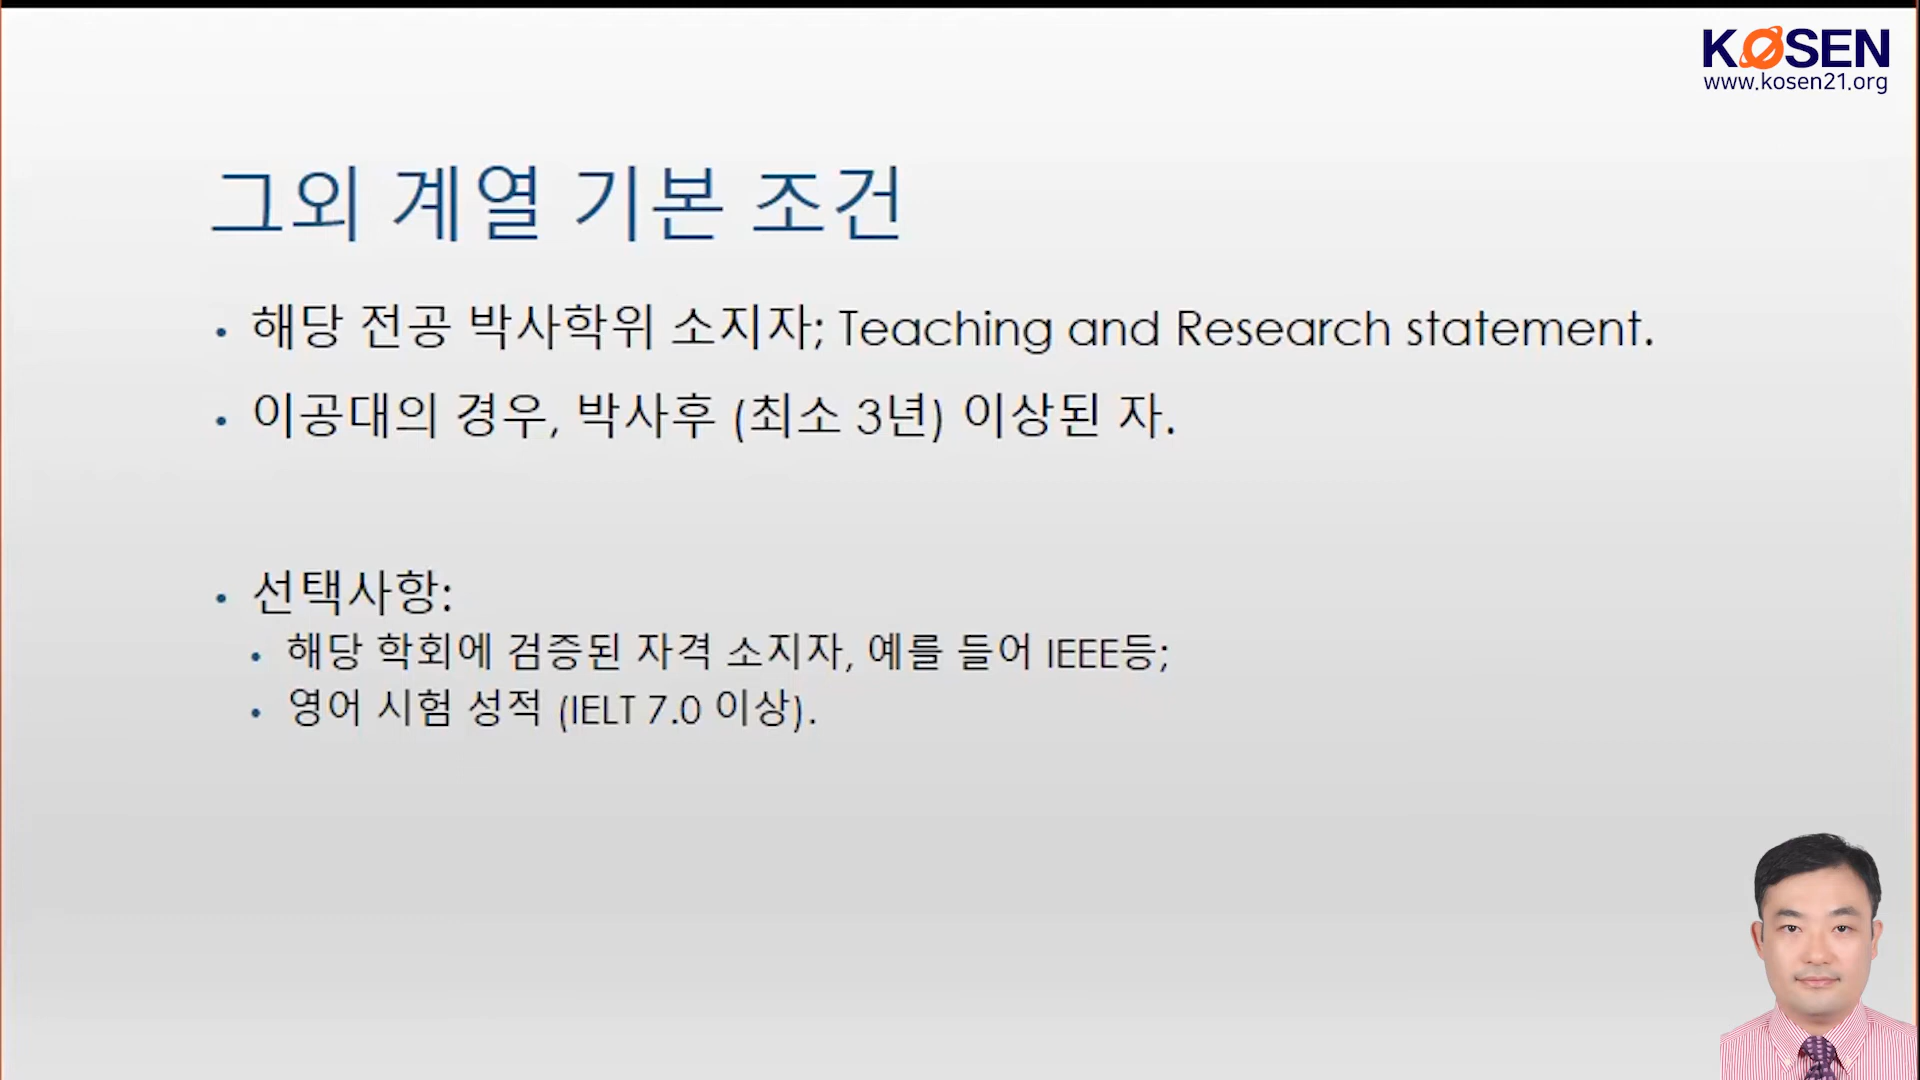 KOSEN
www.kosen21.org
그외 계열 기본 조건
• 해당 전공 박사학위 소지자; Teaching and Research statement.
• 이공대의 경우, 박사후 (최소 3년) 이상된 자.
• 선택사항:
• 해당 학회에 검증된 자격 소지자, 예를 들어 IEEE등;
• 영어 시험 성적 (IELT 7.0 이상).